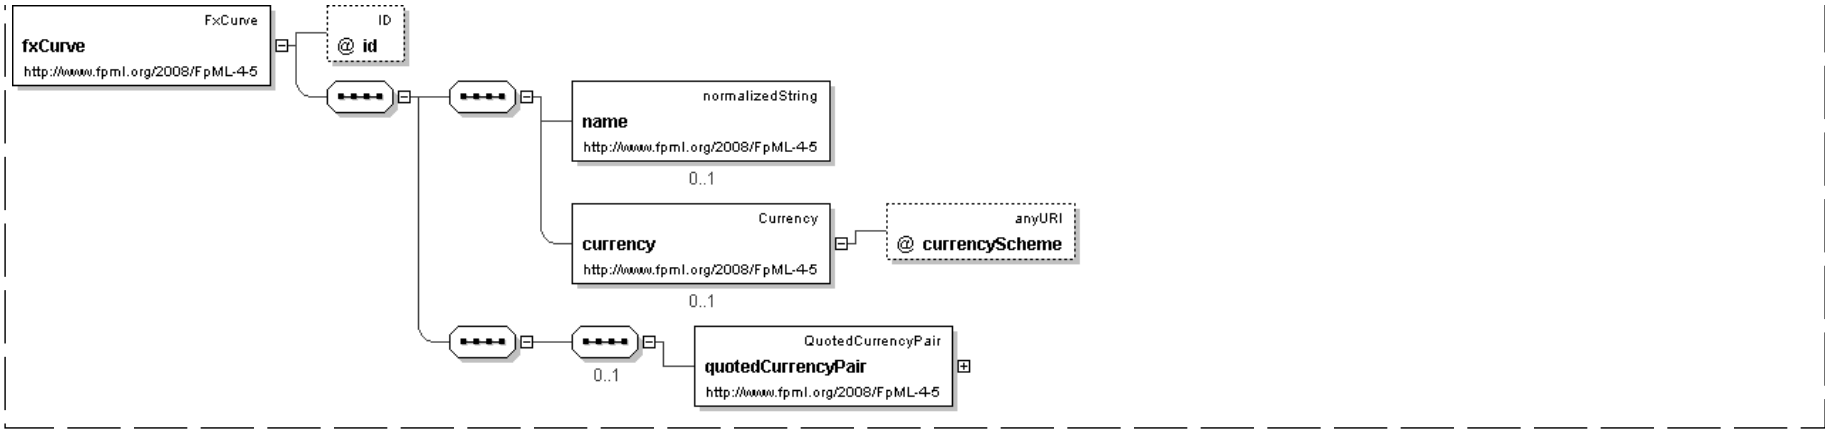 FxCurve
fxCurve
http://www.fpml.org/2008/FpML-4-5
ID
@ id
normalizedString
name
http://www.fpml.org/2008/FpML-4-5
0..1
Currency
currency
http://www.fpml.org/2008/FpML-4-5
0..1
anyURI
@ currencyScheme
QuotedCurrencyPair
quotedCurrencyPair
http://www.fpml.org/2008/FpML-4-5
0..1